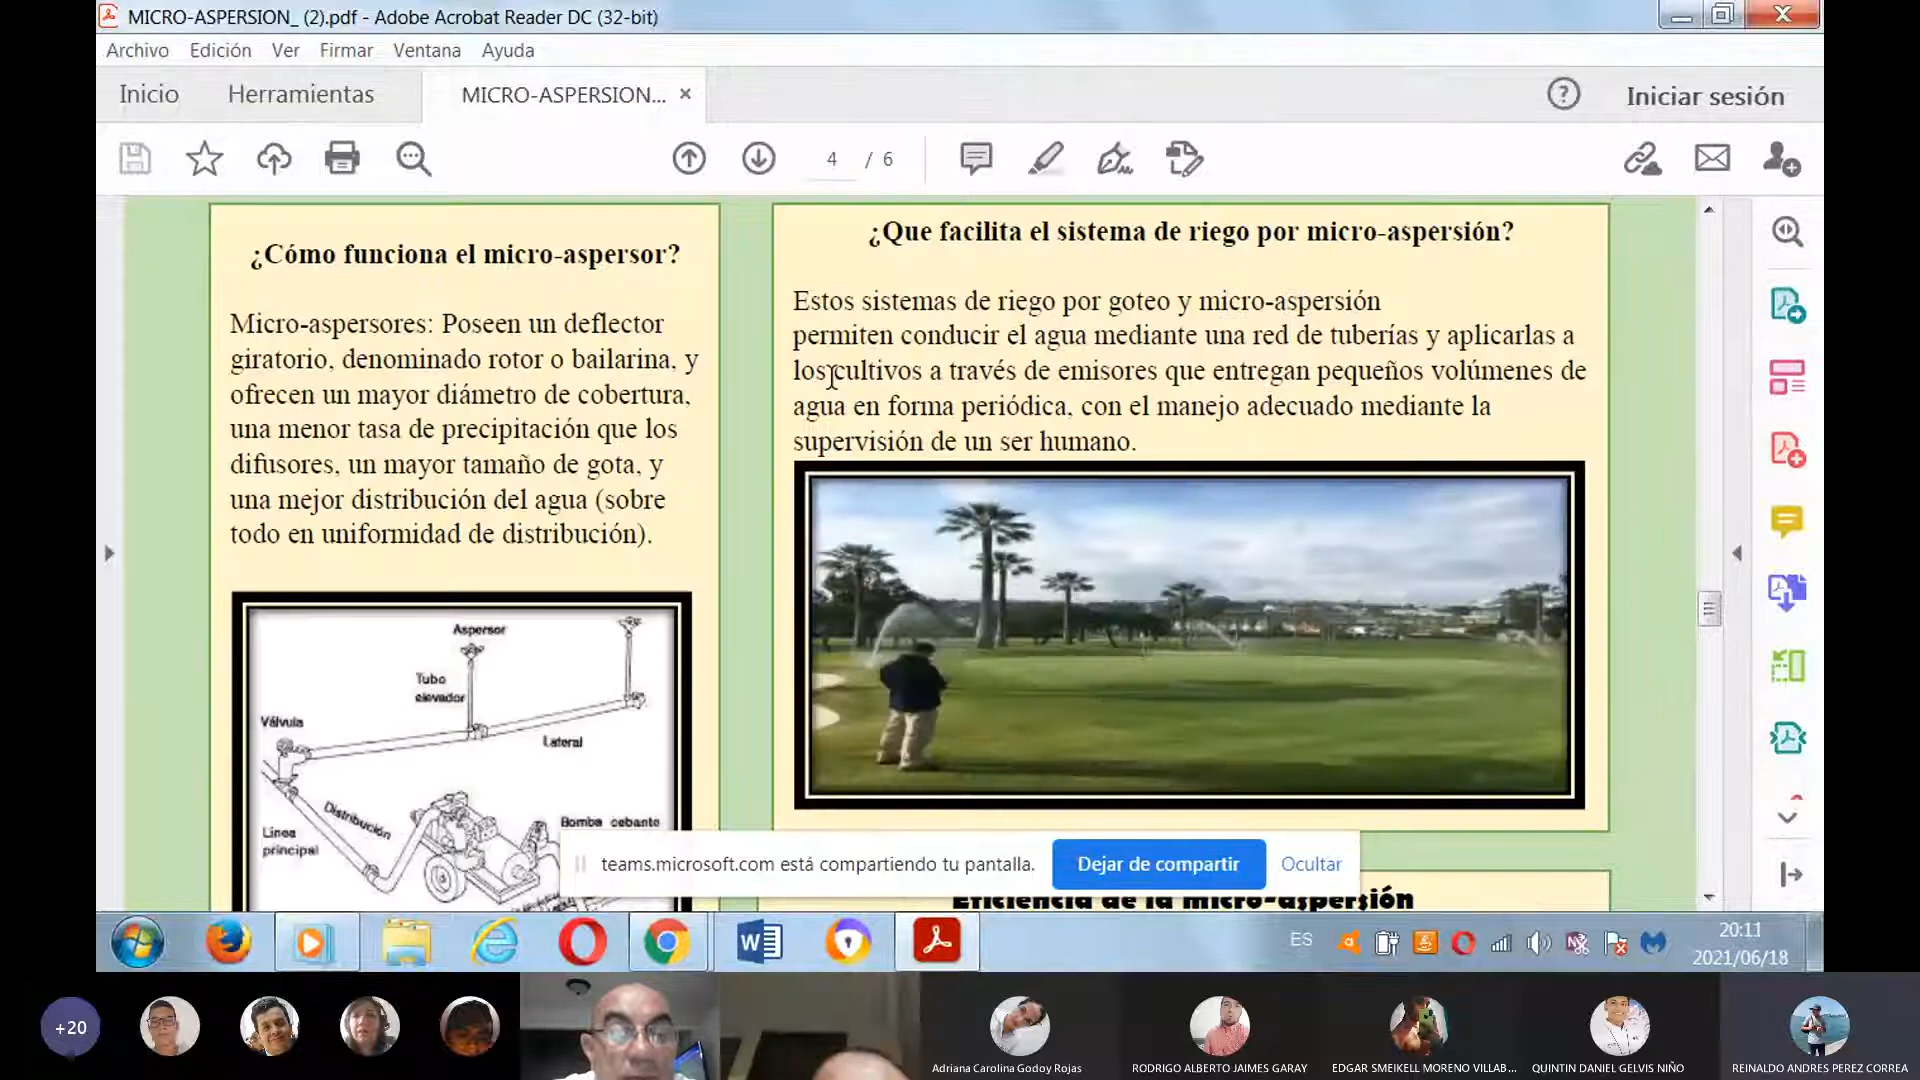 MICRO-ASPERSION_ (2).pdf - Adobe Acrobat Reader DC (32-bit)
Archivo Edición Ver Firmar Ventana Ayuda
Inicio Herramientas MICRO-ASPERSION... × Iniciar sesión
4 / 6
¿Cómo funciona el micro-aspersor?
Micro-aspersores: Poseen un deflector
giratorio, denominado rotor o bailarina, y
ofrecen un mayor diámetro de cobertura,
una menor tasa de precipitación que los
difusores, un mayor tamaño de gota, y
una mejor distribución del agua (sobre
todo en uniformidad de distribución).
Aspersor
Tubo
elevador
Válvula
Lateral
Distribución
Linea
principal
Bomba cebante
¿Que facilita el sistema de riego por micro-aspersión?
Estos sistemas de riego por goteo y micro-aspersión
permiten conducir el agua mediante una red de tuberías y aplicarlas a
los cultivos a través de emisores que entregan pequeños volúmenes de
agua en forma periódica, con el manejo adecuado mediante la
supervisión de un ser humano.
Eficiencia de la micro-aspersión
teams.microsoft.com está compartiendo tu pantalla. Dejar de compartir Ocultar
ES
20:11
2021/06/18
+20
Adriana Carolina Godoy Rojas
RODRIGO ALBERTO JAIMES GARAY
EDGAR SMEIKELL MORENO VILLAB...
QUINTIN DANIEL GELVIS NIÑO
REINALDO ANDRES PEREZ CORREA